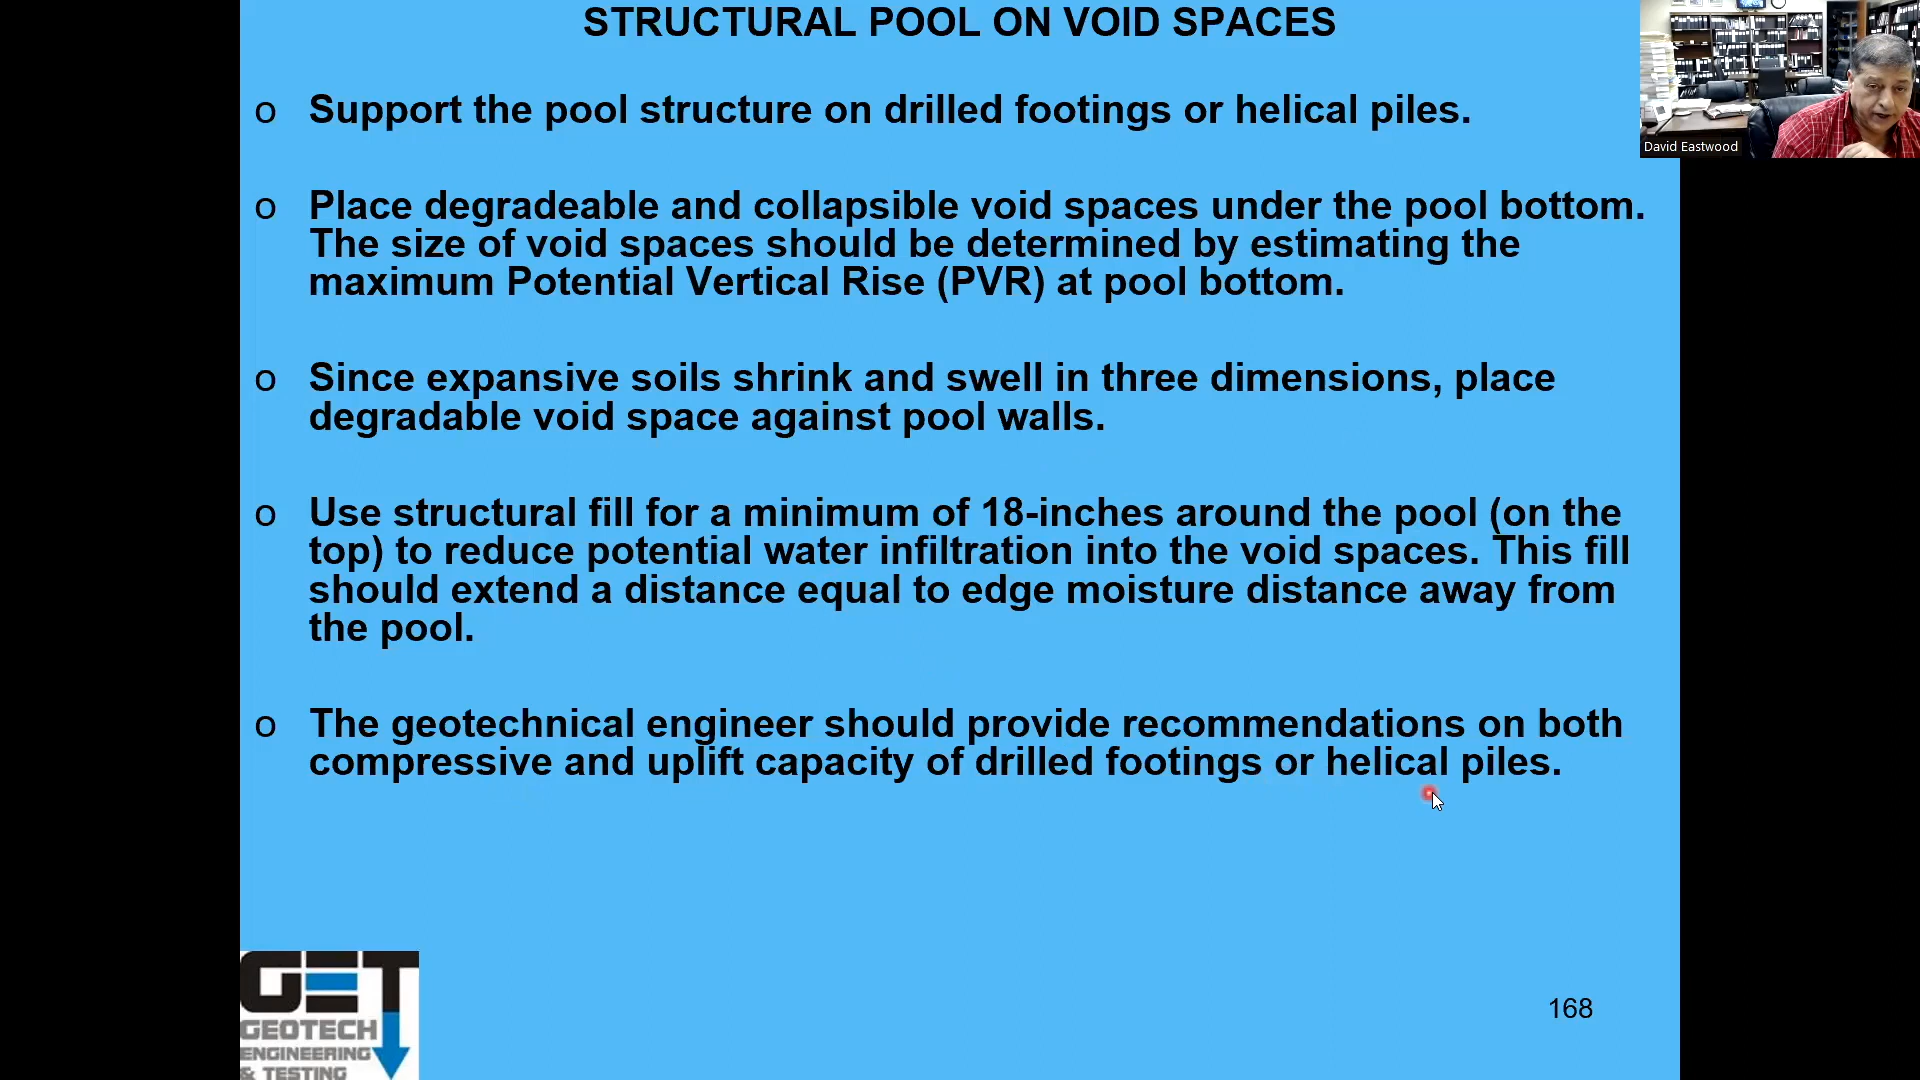 STRUCTURAL POOL ON VOID SPACES
o Support the pool structure on drilled footings or helical piles.
o Place degradeable and collapsible void spaces under the pool bottom.
The size of void spaces should be determined by estimating the
maximum Potential Vertical Rise (PVR) at pool bottom.
o Since expansive soils shrink and swell in three dimensions, place
degradable void space against pool walls.
o Use structural fill for a minimum of 18-inches around the pool (on the
top) to reduce potential water infiltration into the void spaces. This fill
should extend a distance equal to edge moisture distance away from
the pool.
o The geotechnical engineer should provide recommendations on both
compressive and uplift capacity of drilled footings or helical piles.
David Eastwood
GET
GEOTECH
ENGINEERING
& TESTING
168